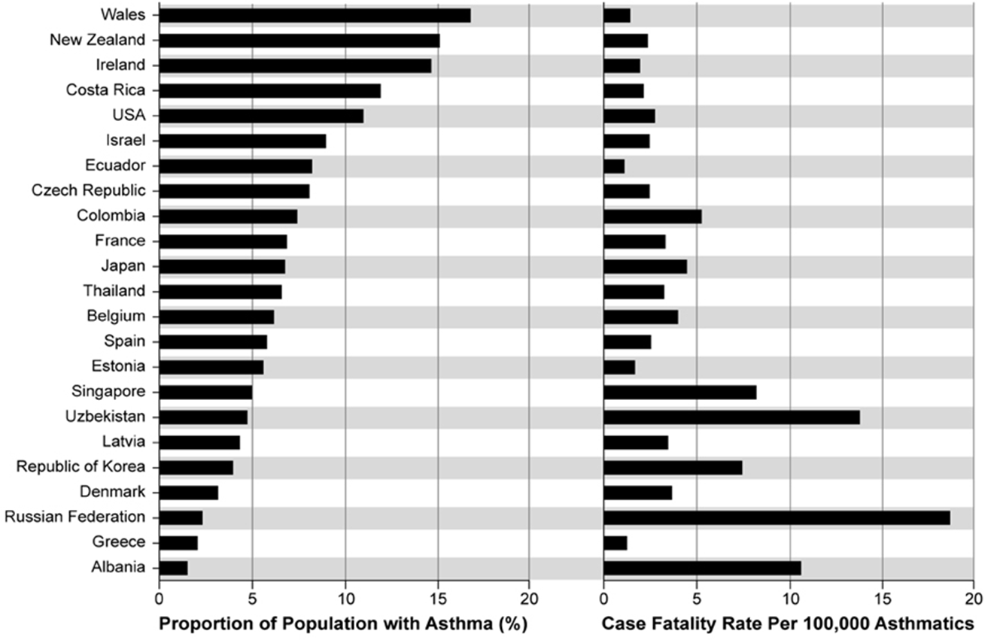 Wales
New Zealand
Ireland
Costa Rica
USA
Israel
Ecuador
Czech Republic
Colombia
France
Japan
Thailand
Belgium
Spain
Estonia
Singapore
Uzbekistan
Latvia
Republic of Korea
Denmark
Russian Federation
Greece
Albania
0 5 10 15 20 0 5 10 15 20
Proportion of Population with Asthma (%) Case Fatality Rate Per 100,000 Asthmatics